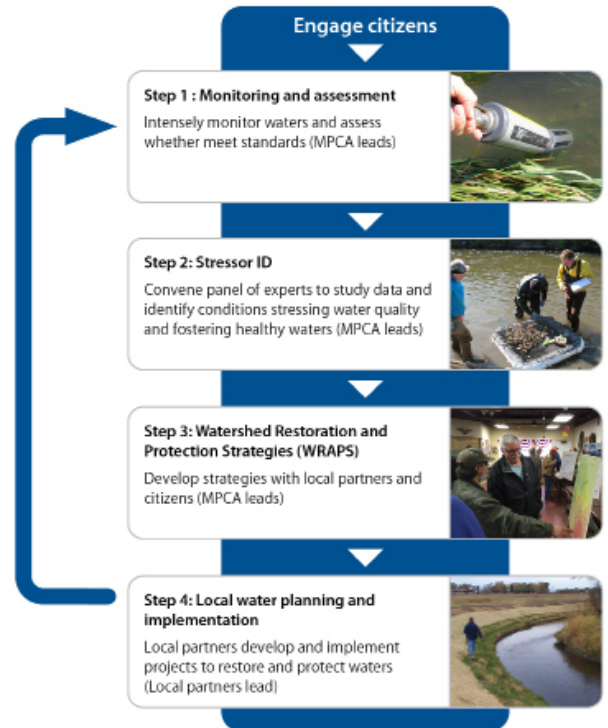 Engage citizens
Step 1 : Monitoring and assessment
Intensely monitor waters and assess
whether meet standards (MPCA leads)
Step 2: Stressor ID
Convene panel of experts to study data and
identify conditions stressing water quality
and fostering healthy waters (MPCA leads)
Step 3: Watershed Restoration and
Protection Strategies (WRAPS)
Develop strategies with local partners and
citizens (MPCA leads)
Step 4: Local water planning and
implementation
Local partners develop and implement
projects to restore and protect waters
(Local partners lead)